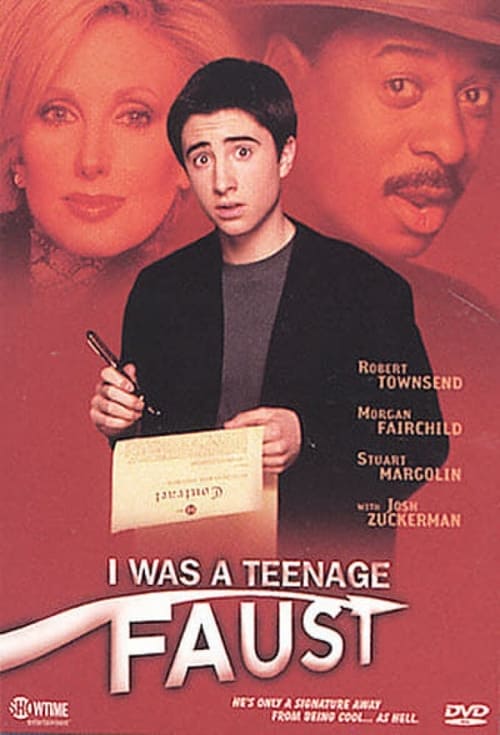 ROBERT
TOWNSEND
MORGAN
FAIRCHILD
STUART
MARGOLIN
WITH JOSH
ZUCKERMAN
Contract
I WAS A TEENAGE
FAUST
SHOWTIME
entertainment
HE'S ONLY A SIGNATURE AWAY
FROM BEING COOL... AS HELL.
DVD